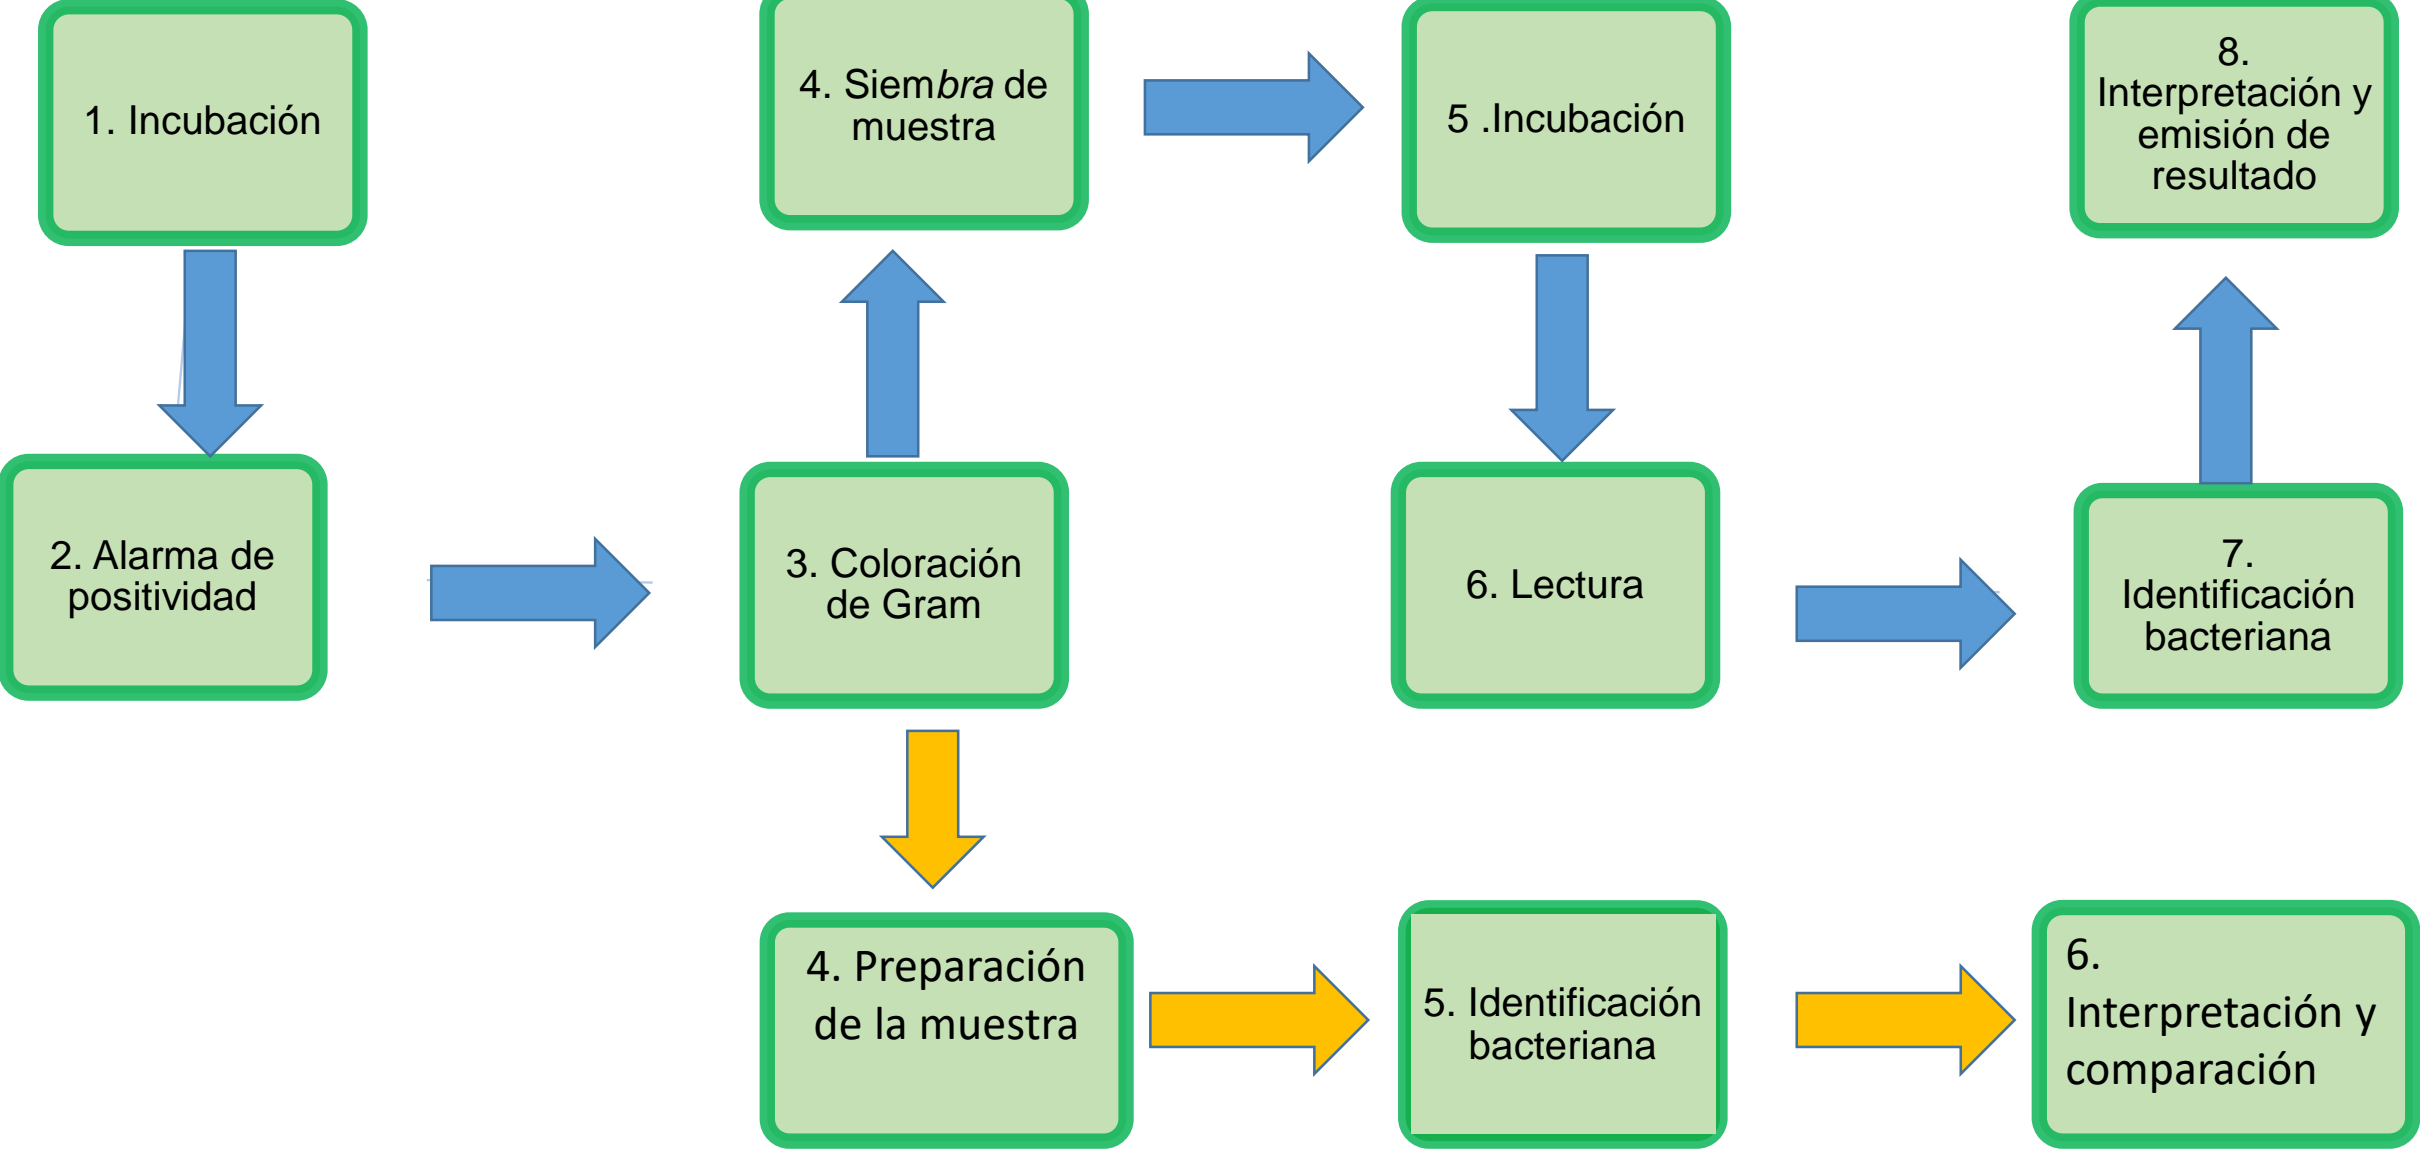 1. Incubación
2. Alarma de
positividad
3. Coloración
de Gram
4. Siembra de
muestra
5 .Incubación
6. Lectura
7.
Identificación
bacteriana
8.
Interpretación y
emisión de
resultado
4. Preparación
de la muestra
5. Identificación
bacteriana
6.
Interpretación y
comparación